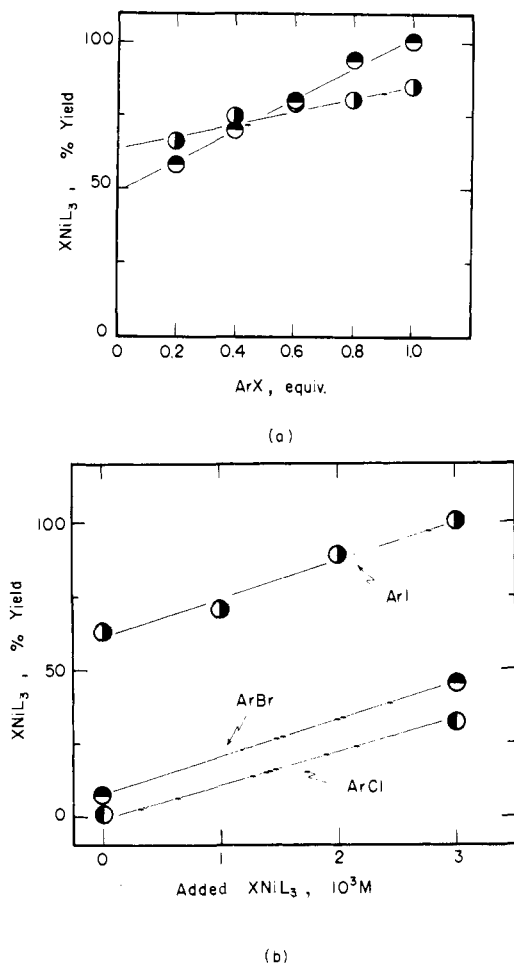 100
50
0
XNiL₃ , % Yield
0 0.2 0.4 0.6 0.8 1.0
ArX, equiv.
(a)
100
50
0
XNiL₃ , % Yield
ArI
ArBr
ArCl
0 1 2 3
Added XNiL₃ , 10³M
(b)